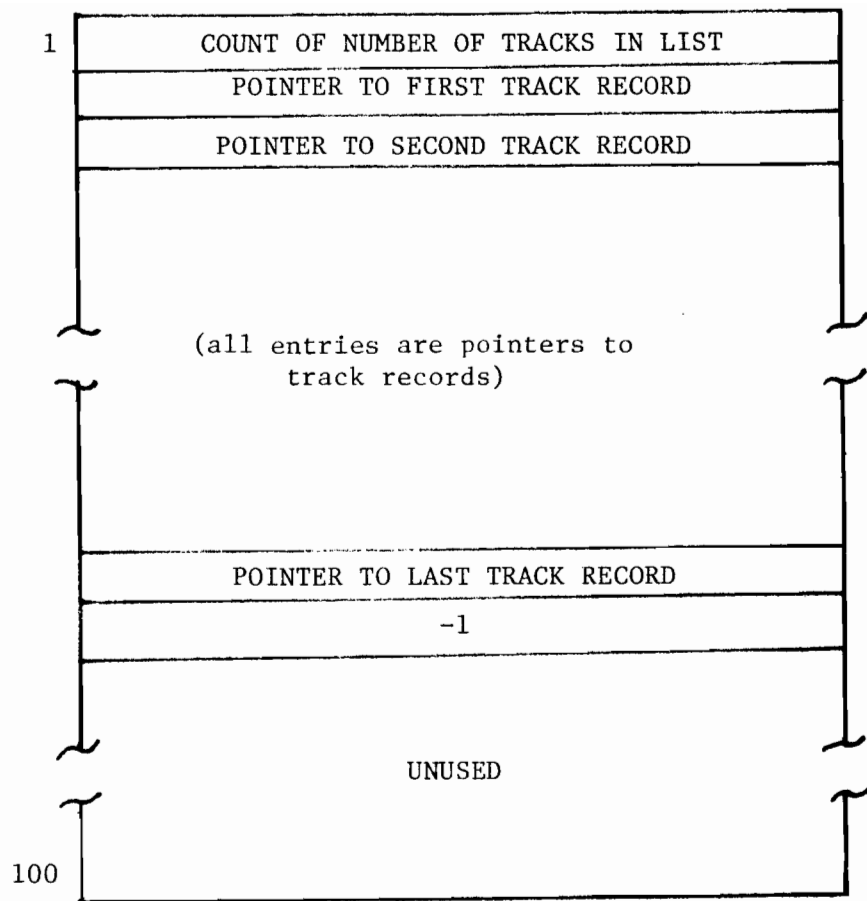 1 COUNT OF NUMBER OF TRACKS IN LIST
POINTER TO FIRST TRACK RECORD
POINTER TO SECOND TRACK RECORD
(all entries are pointers to
track records)
POINTER TO LAST TRACK RECORD
-1
UNUSED
100